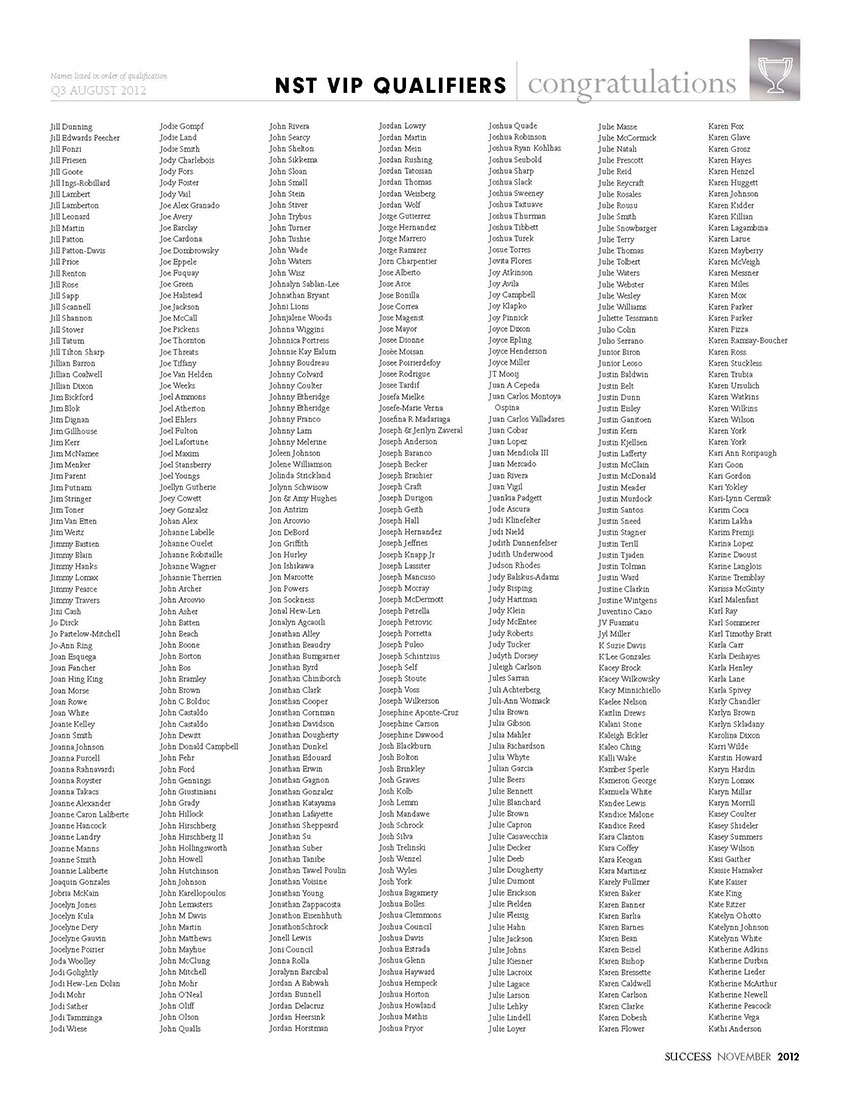 Names listed in order of qualification
Q3 AUGUST 2012
NST VIP QUALIFIERS
congratulations
Jill Dunning
Jill Edwards Peecher
Jill Fonzi
Jill Friesen
Jill Goote
Jill Ings-Robillard
Jill Lambert
Jill Lamberton
Jill Leonard
Jill Martin
Jill Patton
Jill Patton-Davis
Jill Price
Jill Renton
Jill Rose
Jill Sapp
Jill Scannell
Jill Shannon
Jill Stover
Jill Tatum
Jill Tilton Sharp
Jillian Barron
Jillian Coalwell
Jillian Dixon
Jim Bickford
Jim Blok
Jim Dignan
Jim Gillhouse
Jim Kerr
Jim McNamee
Jim Menker
Jim Parent
Jim Putnam
Jim Stringer
Jim Toner
Jim Van Etten
Jim Wertz
Jimmy Bastien
Jimmy Blain
Jimmy Hanks
Jimmy Lomax
Jimmy Pearce
Jimmy Travers
Jini Cash
Jo Dirck
Jo Partelow-Mitchell
Jo-Ann Ring
Joan Esquega
Joan Fancher
Joan Hing King
Joan Morse
Joan Rowe
Joan White
Joanie Kelley
Joann Smith
Joanna Johnson
Joanna Purcell
Joanna Rahnavardi
Joanna Royster
Joanna Takacs
Joanne Alexander
Joanne Caron Laliberte
Joanne Hancock
Joanne Landry
Joanne Manns
Joanne Smith
Joannie Laliberte
Joaquin Gonzales
Jobria McKain
Jocelyn Jones
Jocelyn Kula
Jocelyne Dery
Jocelyne Gauvin
Jocelyne Poirier
Joda Woolley
Jodi Golightly
Jodi Hew-Len Dolan
Jodi Mohr
Jodi Sather
Jodi Tamminga
Jodi Wiese
Jodie Gompf
Jodie Land
Jodie Smith
Jody Charlebois
Jody Fors
Jody Foster
Jody Vail
Joe Alex Granado
Joe Avery
Joe Barclay
Joe Cardona
Joe Dombrowsky
Joe Eppele
Joe Fuquay
Joe Green
Joe Halstead
Joe Jackson
Joe McCall
Joe Pickens
Joe Thornton
Joe Threats
Joe Tiffany
Joe Van Helden
Joe Weeks
Joel Ammons
Joel Atherton
Joel Ehlers
Joel Fulton
Joel Lafortune
Joel Maxim
Joel Stansberry
Joel Youngs
Joellyn Gutherie
Joey Cowett
Joey Gonzalez
Johan Alex
Johanne Labelle
Johanne Ouelet
Johanne Robitaille
Johanne Wagner
Johannie Therrien
John Archer
John Arcovio
John Asher
John Batten
John Beach
John Boone
John Borton
John Bos
John Bramley
John Brown
John C Bolduc
John Castaldo
John Castaldo
John Dewitt
John Donald Campbell
John Fehr
John Ford
John Gennings
John Giustiniani
John Grady
John Hillock
John Hirschberg
John Hirschberg II
John Hollingsworth
John Howell
John Hutchinson
John Johnson
John Karellopoulos
John Lemasters
John M Davis
John Martin
John Matthews
John Mayhue
John McClung
John Mitchell
John Mohr
John O'Neal
John Oliff
John Olson
John Qualls
John Rivera
John Searcy
John Shelton
John Sikkema
John Sloan
John Small
John Stein
John Stiver
John Trybus
John Turner
John Tushie
John Wade
John Waters
John Wisz
Johnalyn Sablan-Lee
Johnathan Bryant
Johni Lions
Johnjalene Woods
Johnna Wiggins
Johnnica Portress
Johnnie Kay Ealum
Johnny Boudreau
Johnny Colvard
Johnny Coulter
Johnny Etheridge
Johnny Etheridge
Johnny Franco
Johnny Lam
Johnny Melerine
Joleen Johnson
Jolene Williamson
Jolinda Strickland
Jolynn Schwisow
Jon & Amy Hughes
Jon Antrim
Jon Arcovio
Jon DeBord
Jon Griffith
Jon Hurley
Jon Ishikawa
Jon Marcotte
Jon Powers
Jon Sockness
Jonal Hew-Len
Jonalyn Agcaoili
Jonathan Alley
Jonathan Beaudry
Jonathan Bumgarner
Jonathan Byrd
Jonathan Chiniborch
Jonathan Clark
Jonathan Cooper
Jonathan Cornman
Jonathan Davidson
Jonathan Dougherty
Jonathan Dunkel
Jonathan Edouard
Jonathan Erwin
Jonathan Gagnon
Jonathan Gonzalez
Jonathan Katayama
Jonathan Lafayette
Jonathan Sheppeard
Jonathan Su
Jonathan Suber
Jonathan Tanibe
Jonathan Tawel Poulin
Jonathan Voisine
Jonathan Young
Jonathan Zappacosta
Jonathon Eisenhhuth
JonathonSchrock
Jonell Lewis
Joni Council
Jonna Rolla
Joralynn Barcibal
Jordan A Babwah
Jordan Bunnell
Jordan Delacruz
Jordan Heersink
Jordan Horstman
Jordan Lowry
Jordan Martin
Jordan Mein
Jordan Rushing
Jordan Tatosian
Jordan Thomas
Jordan Weisberg
Jordan Wolf
Jorge Gutierrez
Jorge Hernandez
Jorge Marrero
Jorge Ramirez
Jorn Charpentier
Jose Alberto
Jose Arce
Jose Bonilla
Jose Correa
Jose Magenst
Jose Mayor
Josee Dionne
Josée Moisan
Josee Poirierdefoy
Josee Rodrigue
Josee Tardif
Josefa Mielke
Josefe-Marie Verna
Josefina R Madariaga
Joseph & Jerilyn Zaveral
Joseph Anderson
Joseph Baranco
Joseph Becker
Joseph Brashier
Joseph Craft
Joseph Durigon
Joseph Geith
Joseph Hall
Joseph Hernandez
Joseph Jeffries
Joseph Knapp Jr
Joseph Lassiter
Joseph Mancuso
Joseph Mccray
Joseph McDermott
Joseph Petrella
Joseph Petrovic
Joseph Porretta
Joseph Puleo
Joseph Schintzius
Joseph Self
Joseph Stoute
Joseph Voss
Joseph Wilkerson
Josephine Aponte-Cruz
Josephine Carson
Josephine Dawood
Josh Blackburn
Josh Bolton
Josh Brinkley
Josh Graves
Josh Kolb
Josh Lemm
Josh Mandawe
Josh Schrock
Josh Silva
Josh Trelinski
Josh Wenzel
Josh Wyles
Josh York
Joshua Bagamery
Joshua Bolles
Joshua Clemmons
Joshua Council
Joshua Davis
Joshua Estrada
Joshua Glenn
Joshua Hayward
Joshua Hempeck
Joshua Horton
Joshua Howland
Joshua Mathis
Joshua Pryor
Joshua Quade
Joshua Robinson
Joshua Ryan Kohlhas
Joshua Seubold
Joshua Sharp
Joshua Slack
Joshua Sweeney
Joshua Taituave
Joshua Thurman
Joshua Tibbett
Joshua Turek
Josue Torres
Jovita Flores
Joy Atkinson
Joy Avila
Joy Campbell
Joy Klapko
Joy Pinnick
Joyce Dixon
Joyce Epling
Joyce Henderson
Joyce Miller
JT Mooij
Juan A Cepeda
Juan Carlos Montoya
Ospina
Juan Carlos Valladares
Juan Cobar
Juan Lopez
Juan Mendiola III
Juan Mercado
Juan Rivera
Juan Vigil
Juankia Padgett
Jude Ascura
Judi Klinefelter
Judi Nield
Judith Dannenfelser
Judith Underwood
Judson Rhodes
Judy Balskus-Adams
Judy Bisping
Judy Hartman
Judy Klein
Judy McEntee
Judy Roberts
Judy Tucker
Judyth Dorsey
Juleigh Carlson
Jules Sarran
Juli Achterberg
Juli-Ann Womack
Julia Brown
Julia Gibson
Julia Mahler
Julia Richardson
Julia Whyte
Julian Garcia
Julie Beers
Julie Bennett
Julie Blanchard
Julie Brown
Julie Capron
Julie Casavecchia
Julie Decker
Julie Deeb
Julie Dougherty
Julie Dumont
Julie Erickson
Julie Fielden
Julie Fleisig
Julie Hahn
Julie Jackson
Julie Johns
Julie Kiesner
Julie Lacroix
Julie Lagace
Julie Larson
Julie Lehky
Julie Lindell
Julie Loyer
Julie Masse
Julie McCormick
Julie Natali
Julie Prescott
Julie Reid
Julie Reycraft
Julie Rosales
Julie Rousu
Julie Smith
Julie Snowbarger
Julie Terry
Julie Thomas
Julie Tolbert
Julie Waters
Julie Webster
Julie Wesley
Julie Williams
Juliette Tessmann
Julio Colin
Julio Serrano
Junior Biron
Junior Leoso
Justin Baldwin
Justin Belt
Justin Dunn
Justin Eisley
Justin Ganitoen
Justin Kern
Justin Kjellsen
Justin Lafferty
Justin McClain
Justin McDonald
Justin Meader
Justin Murdock
Justin Santos
Justin Sneed
Justin Stagner
Justin Terill
Justin Tjaden
Justin Tolman
Justin Ward
Justine Clarkin
Justine Wintgens
Juventino Cano
JV Fuamatu
Jyl Miller
K Suzie Davis
K'Lee Gonzales
Kacey Brock
Kacey Wilkowsky
Kacy Minnichiello
Kaelee Nelson
Kaitlin Drews
Kalani Stone
Kaleigh Eckler
Kaleo Ching
Kalli Wake
Kamber Sperle
Kameron George
Kamuela White
Kandee Lewis
Kandice Malone
Kandice Reed
Kara Clanton
Kara Coffey
Kara Keogan
Kara Martinez
Karely Fullmer
Karen Baker
Karen Banner
Karen Barlia
Karen Barnes
Karen Bean
Karen Beisel
Karen Bishop
Karen Bressette
Karen Caldwell
Karen Carlson
Karen Clarke
Karen Dobesh
Karen Flower
Karen Fox
Karen Glave
Karen Grosz
Karen Hayes
Karen Henzel
Karen Huggett
Karen Johnson
Karen Kidder
Karen Killian
Karen Lagambina
Karen Larue
Karen Mayberry
Karen McVeigh
Karen Messner
Karen Miles
Karen Mox
Karen Parker
Karen Parker
Karen Pizza
Karen Ramsay-Boucher
Karen Ross
Karen Stuckless
Karen Trubia
Karen Ursulich
Karen Watkins
Karen Wilkins
Karen Wilson
Karen York
Karen York
Kari Ann Roripaugh
Kari Coon
Kari Gordon
Kari Yokley
Kari-Lynn Cermak
Karim Coca
Karim Lakha
Karim Premji
Karina Lopez
Karine Daoust
Karine Langlois
Karine Tremblay
Karissa McGinty
Karl Malenfant
Karl Ray
Karl Sommerer
Karl Timothy Bratt
Karla Carr
Karla Deshayes
Karla Henley
Karla Lane
Karla Spivey
Karly Chandler
Karlyn Brown
Karlyn Skladany
Karolina Dixon
Karri Wilde
Karstin Howard
Karyn Hardin
Karyn Lomax
Karyn Millar
Karyn Morrill
Kasey Coulter
Kasey Shideler
Kasey Summers
Kasey Wilson
Kasi Gaither
Kassie Hamaker
Kate Kaiser
Kate King
Kate Ritzer
Katelyn Ohotto
Katelynn Johnson
Katelynn White
Katherine Adkins
Katherine Durbin
Katherine Lieder
Katherine McArthur
Katherine Newell
Katherine Peacock
Katherine Vega
Kathi Anderson
SUCCESS NOVEMBER 2012